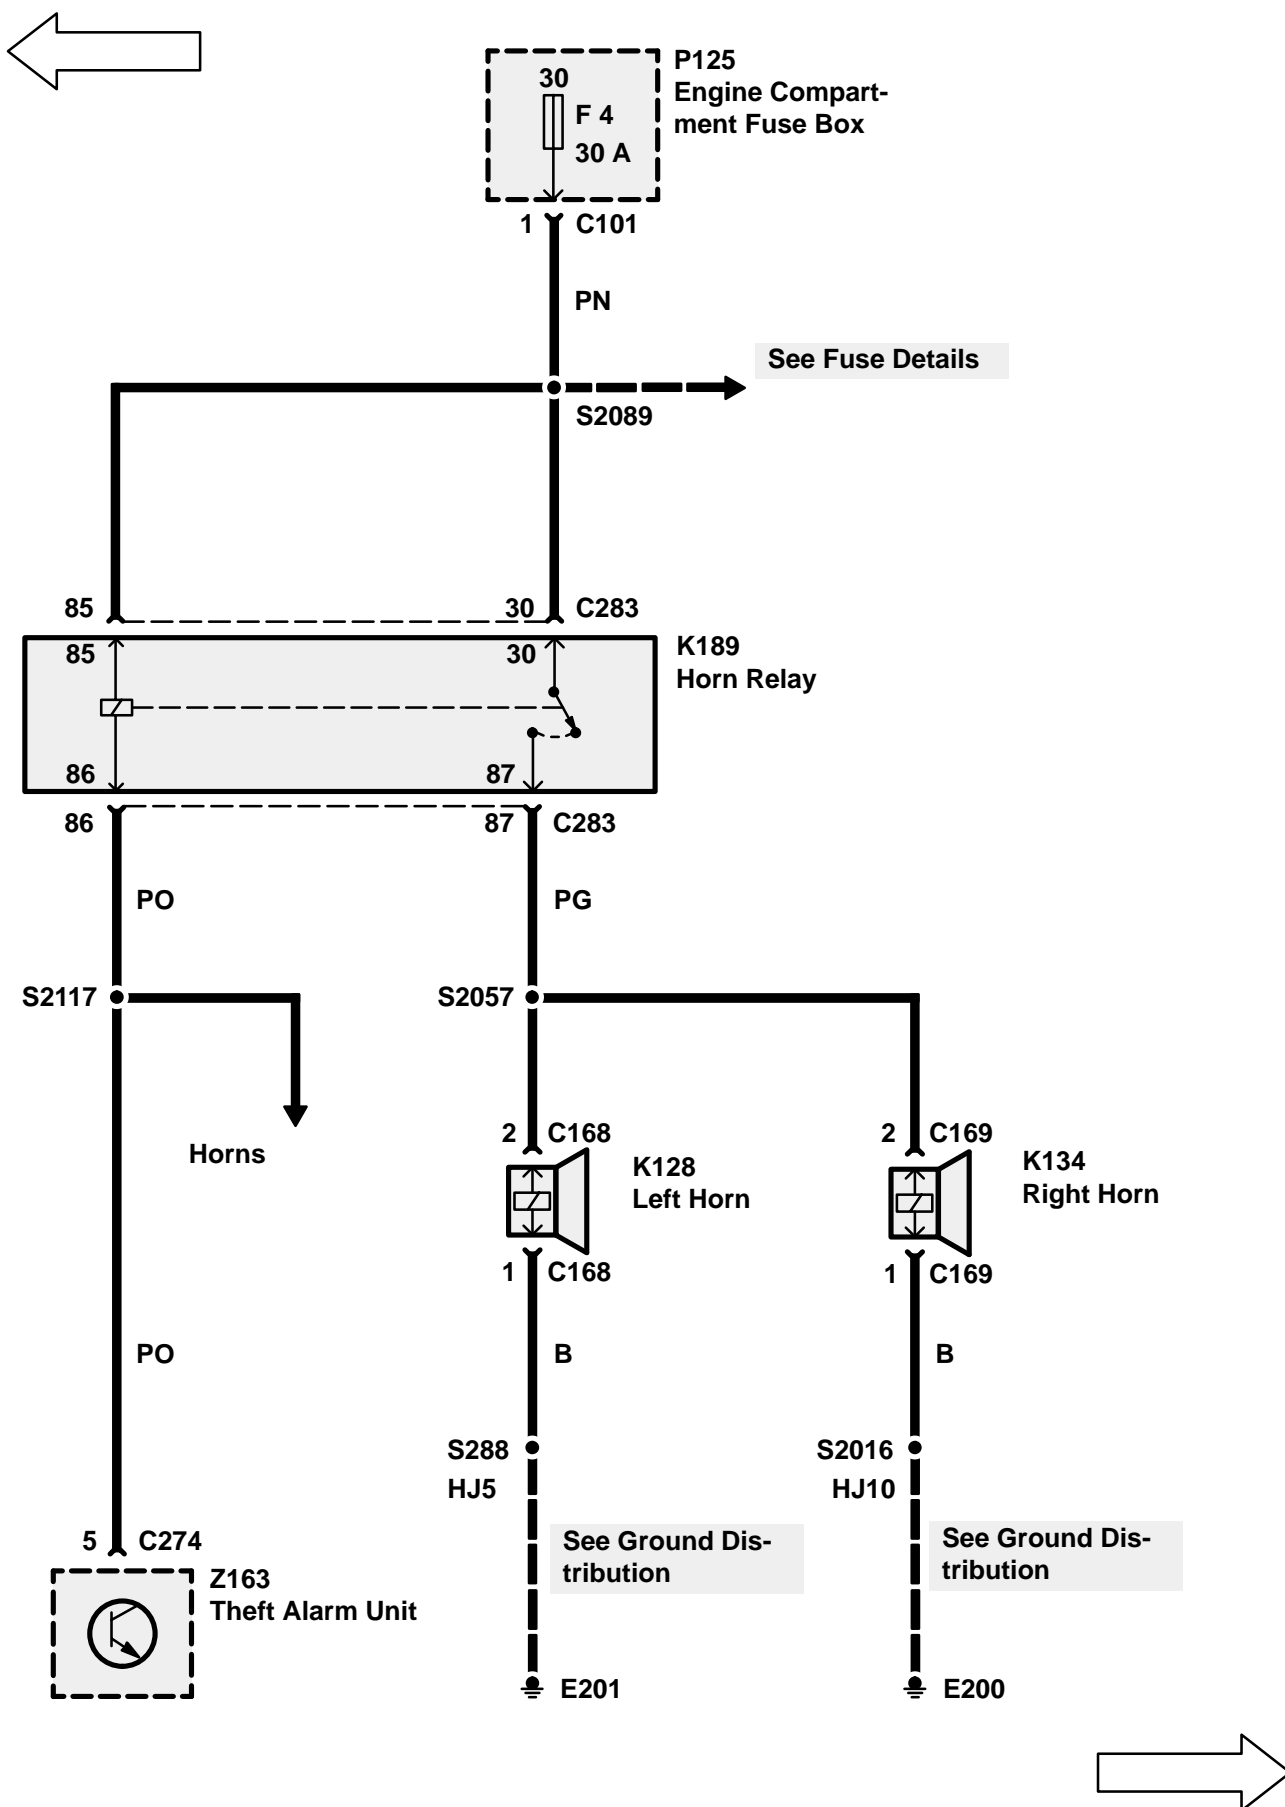 P125
Engine Compart-
ment Fuse Box
30
F 4
30 A
1
C101
PN
See Fuse Details
S2089
85
30
C283
85
30
K189
Horn Relay
86
87
86
87
C283
PO
PG
S2117
S2057
Horns
2
C168
K128
Left Horn
2
C169
K134
Right Horn
1
C168
1
C169
PO
B
B
S288
HJ5
S2016
HJ10
See Ground Dis-
tribution
See Ground Dis-
tribution
5
C274
Z163
Theft Alarm Unit
E201
E200